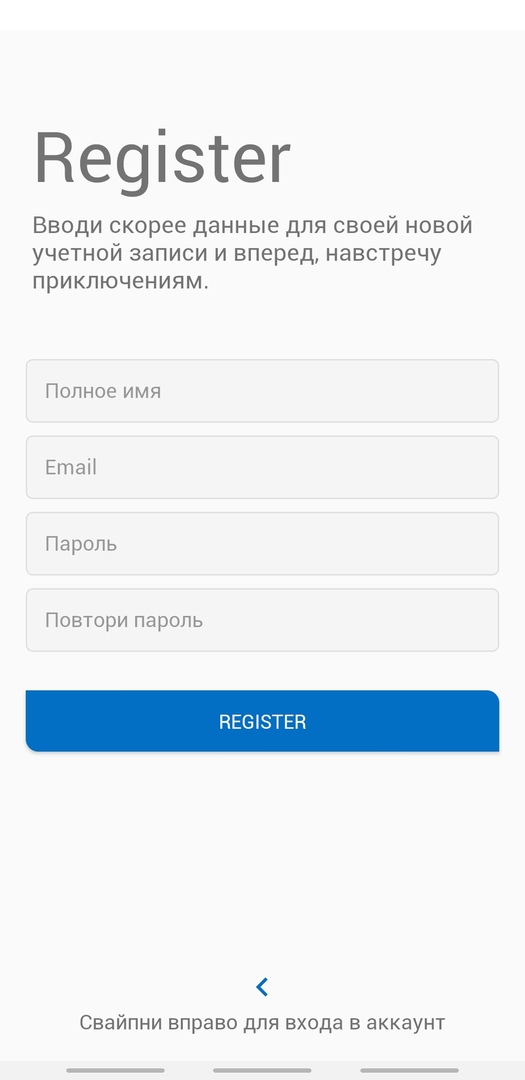 Register
Вводи скорее данные для своей новой
учетной записи и вперед, навстречу
приключениям.
Полное имя
Email
Пароль
Повтори пароль
REGISTER
Свайпни вправо для входа в аккаунт